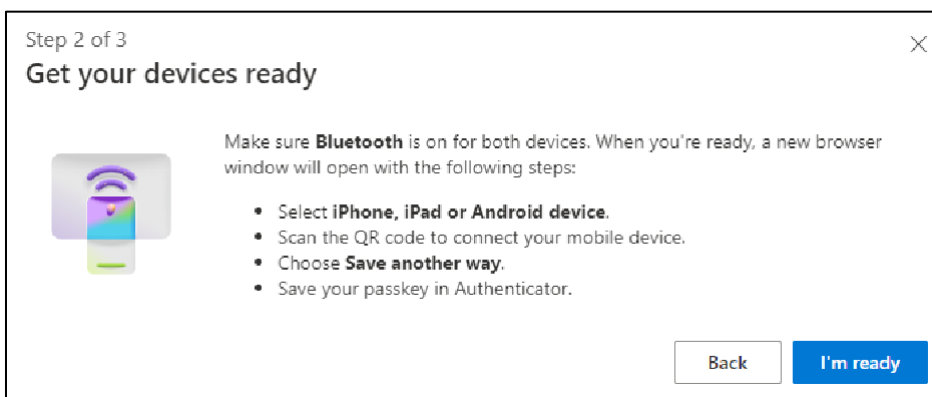 Step 2 of 3
Get your devices ready
Make sure Bluetooth is on for both devices. When you're ready, a new browser
window will open with the following steps:
• Select iPhone, iPad or Android device.
• Scan the QR code to connect your mobile device.
• Choose Save another way.
• Save your passkey in Authenticator.
Back
I'm ready